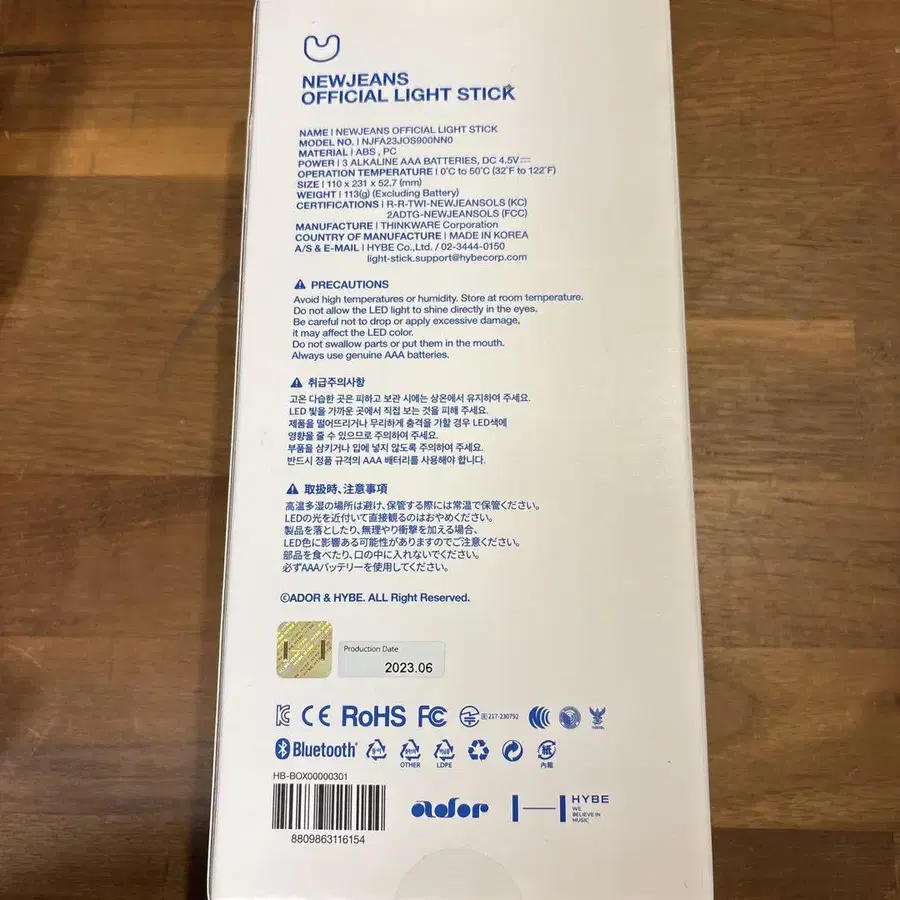 NEWJEANS
OFFICIAL LIGHT STICK
NAME | NEWJEANS OFFICIAL LIGHT STICK
MODEL NO. | NJFA23JOS900NN0
MATERIAL | ABS , PC
POWER | 3 ALKALINE AAA BATTERIES, DC 4.5V⎓
OPERATION TEMPERATURE | 0°C to 50°C (32°F to 122°F)
SIZE | 110 x 231 x 52.7 (mm)
WEIGHT | 113(g) (Excluding Battery)
CERTIFICATIONS | R-R-TWI-NEWJEANSOLS (KC)
2ADTG-NEWJEANSOLS (FCC)
MANUFACTURE | THINKWARE Corporation
COUNTRY OF MANUFACTURE | MADE IN KOREA
A/S & E-MAIL | HYBE Co.,Ltd. / 02-3444-0150
light-stick.support@hybecorp.com
PRECAUTIONS
Avoid high temperatures or humidity. Store at room temperature.
Do not allow the LED light to shine directly in the eyes.
Be careful not to drop or apply excessive damage,
it may affect the LED color.
Do not swallow parts or put them in the mouth.
Always use genuine AAA batteries.
취급주의사항
고온 다습한 곳은 피하고 보관 시에는 상온에서 유지하여 주세요.
LED 빛을 가까운 곳에서 직접 보는 것을 피해 주세요.
제품을 떨어뜨리거나 무리하게 충격을 가할 경우 LED색에
영향을 줄 수 있으므로 주의하여 주세요.
부품을 삼키거나 입에 넣지 않도록 주의하여 주세요.
반드시 정품 규격의 AAA 배터리를 사용해야 합니다.
取扱時、注意事項
高温多湿の場所は避け、保管する際には常温で保管ください。
LEDの光を近付いて直接観るのはおやめください。
製品を落としたり、無理やり衝撃を加える場合、
LED色に影響ある可能性がありますのでご注意ください。
部品を食べたり、口の中に入れないでください。
必ずAAAバッテリーを使用してください。
©ADOR & HYBE. ALL Right Reserved.
Production Date
2023.06
CE RoHS FC 217-230792
Bluetooth®
OTHER LDPE 紙 内箱
HB-BOX00000301
8809863116154
ador
HYBE
WE
BELIEVE IN
MUSIC